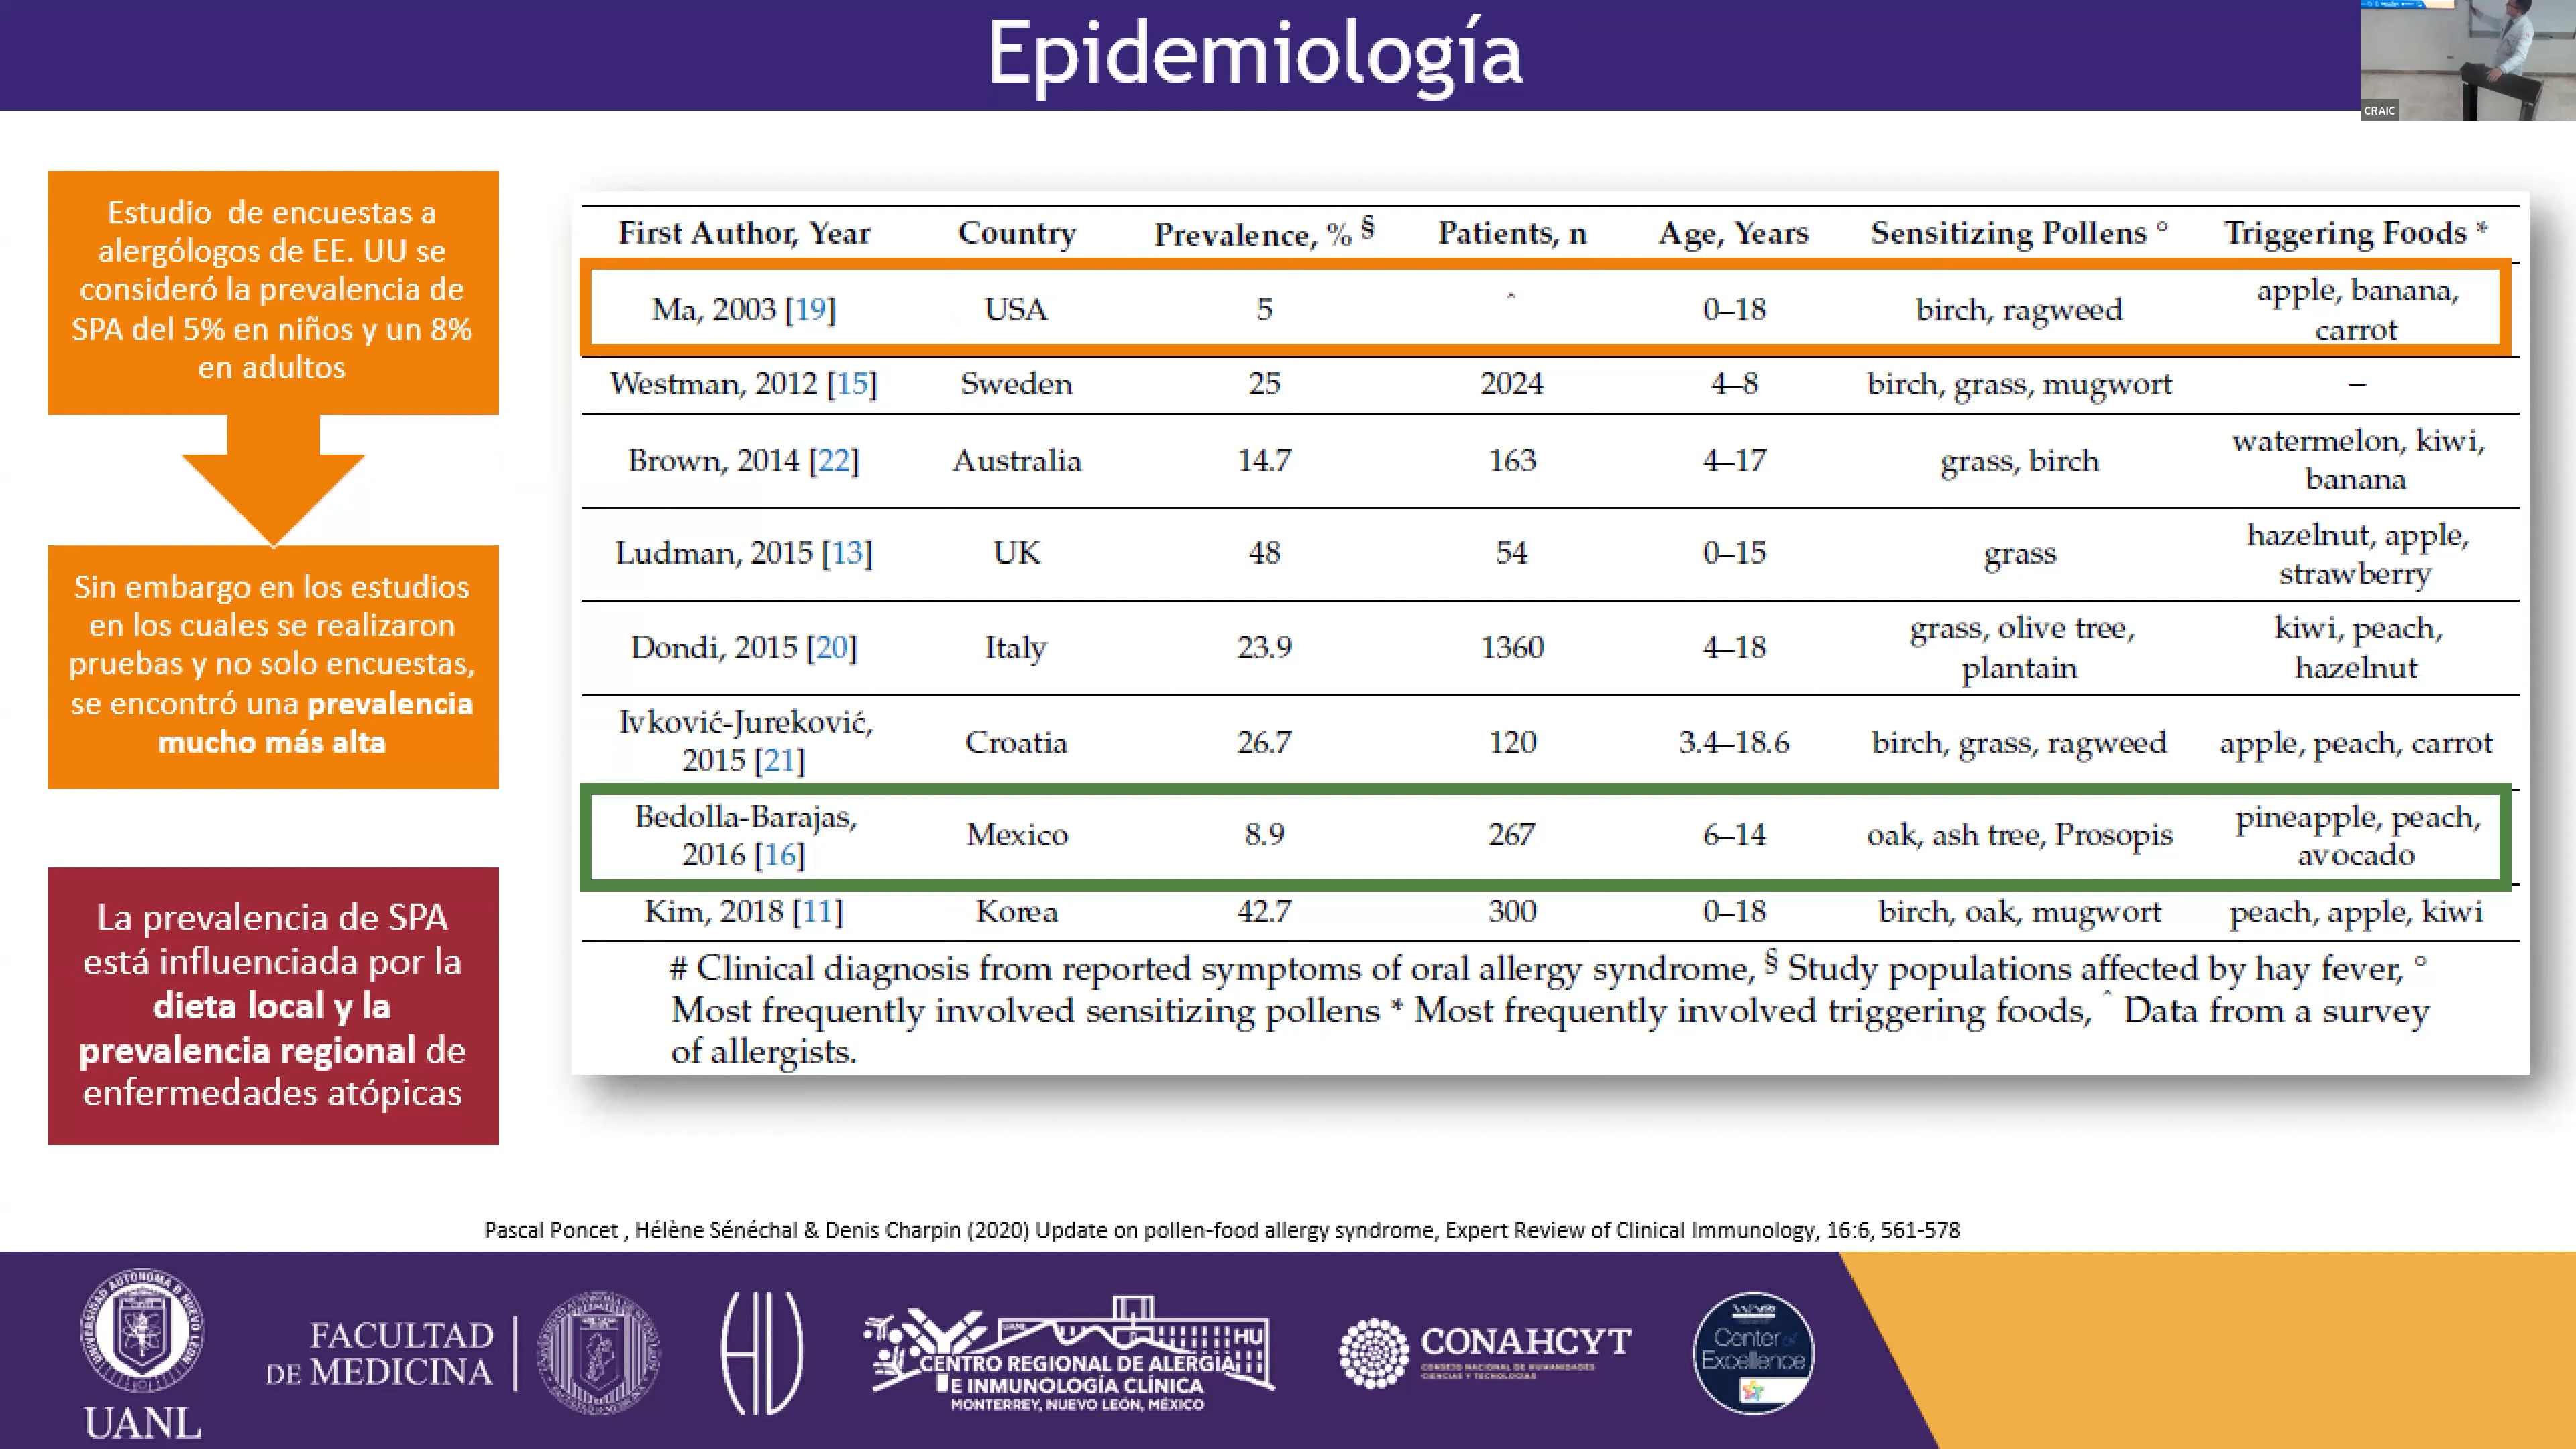 Epidemiología
CRAIC
Estudio de encuestas a
alergólogos de EE. UU se
consideró la prevalencia de
SPA del 5% en niños y un 8%
en adultos
Sin embargo en los estudios
en los cuales se realizaron
pruebas y no solo encuestas,
se encontró una prevalencia
mucho más alta
La prevalencia de SPA
está influenciada por la
dieta local y la
prevalencia regional de
enfermedades atópicas
First Author, Year Country Prevalence, % § Patients, n Age, Years Sensitizing Pollens ° Triggering Foods *
Ma, 2003 [19] USA 5 ^ 0–18 birch, ragweed apple, banana,
carrot
Westman, 2012 [15] Sweden 25 2024 4–8 birch, grass, mugwort –
Brown, 2014 [22] Australia 14.7 163 4–17 grass, birch watermelon, kiwi,
banana
Ludman, 2015 [13] UK 48 54 0–15 grass hazelnut, apple,
strawberry
Dondi, 2015 [20] Italy 23.9 1360 4–18 grass, olive tree,
plantain
kiwi, peach,
hazelnut
Ivković-Jureković,
2015 [21]
Croatia 26.7 120 3.4–18.6 birch, grass, ragweed apple, peach, carrot
Bedolla-Barajas,
2016 [16]
Mexico 8.9 267 6–14 oak, ash tree, Prosopis pineapple, peach,
avocado
Kim, 2018 [11] Korea 42.7 300 0–18 birch, oak, mugwort peach, apple, kiwi
# Clinical diagnosis from reported symptoms of oral allergy syndrome, § Study populations affected by hay fever, °
Most frequently involved sensitizing pollens * Most frequently involved triggering foods, ^ Data from a survey
of allergists.
Pascal Poncet , Hélène Sénéchal & Denis Charpin (2020) Update on pollen-food allergy syndrome, Expert Review of Clinical Immunology, 16:6, 561-578
UANL
FACULTAD
DE MEDICINA
HU
CENTRO REGIONAL DE ALERGIA
E INMUNOLOGÍA CLÍNICA
MONTERREY, NUEVO LEÓN, MÉXICO
CONAHCYT
CONSEJO NACIONAL DE HUMANIDADES
CIENCIAS Y TECNOLOGÍAS
Center of
Excellence